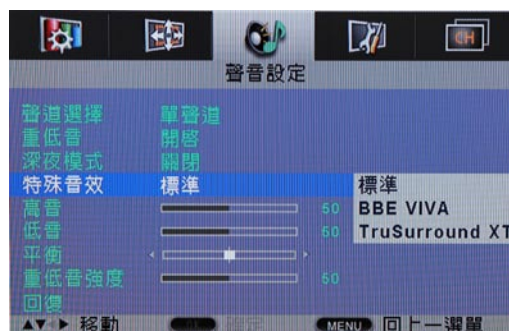 CH
聲音設定
聲道選擇 單聲道
重低音 開啓
深夜模式 關閉
特殊音效 標準 標準
高音 50 BBE VIVA
低音 50 TruSurround XT
平衡
重低音強度 50
回復
▲▼◀▶ 移動 確定 MENU 回上一選單